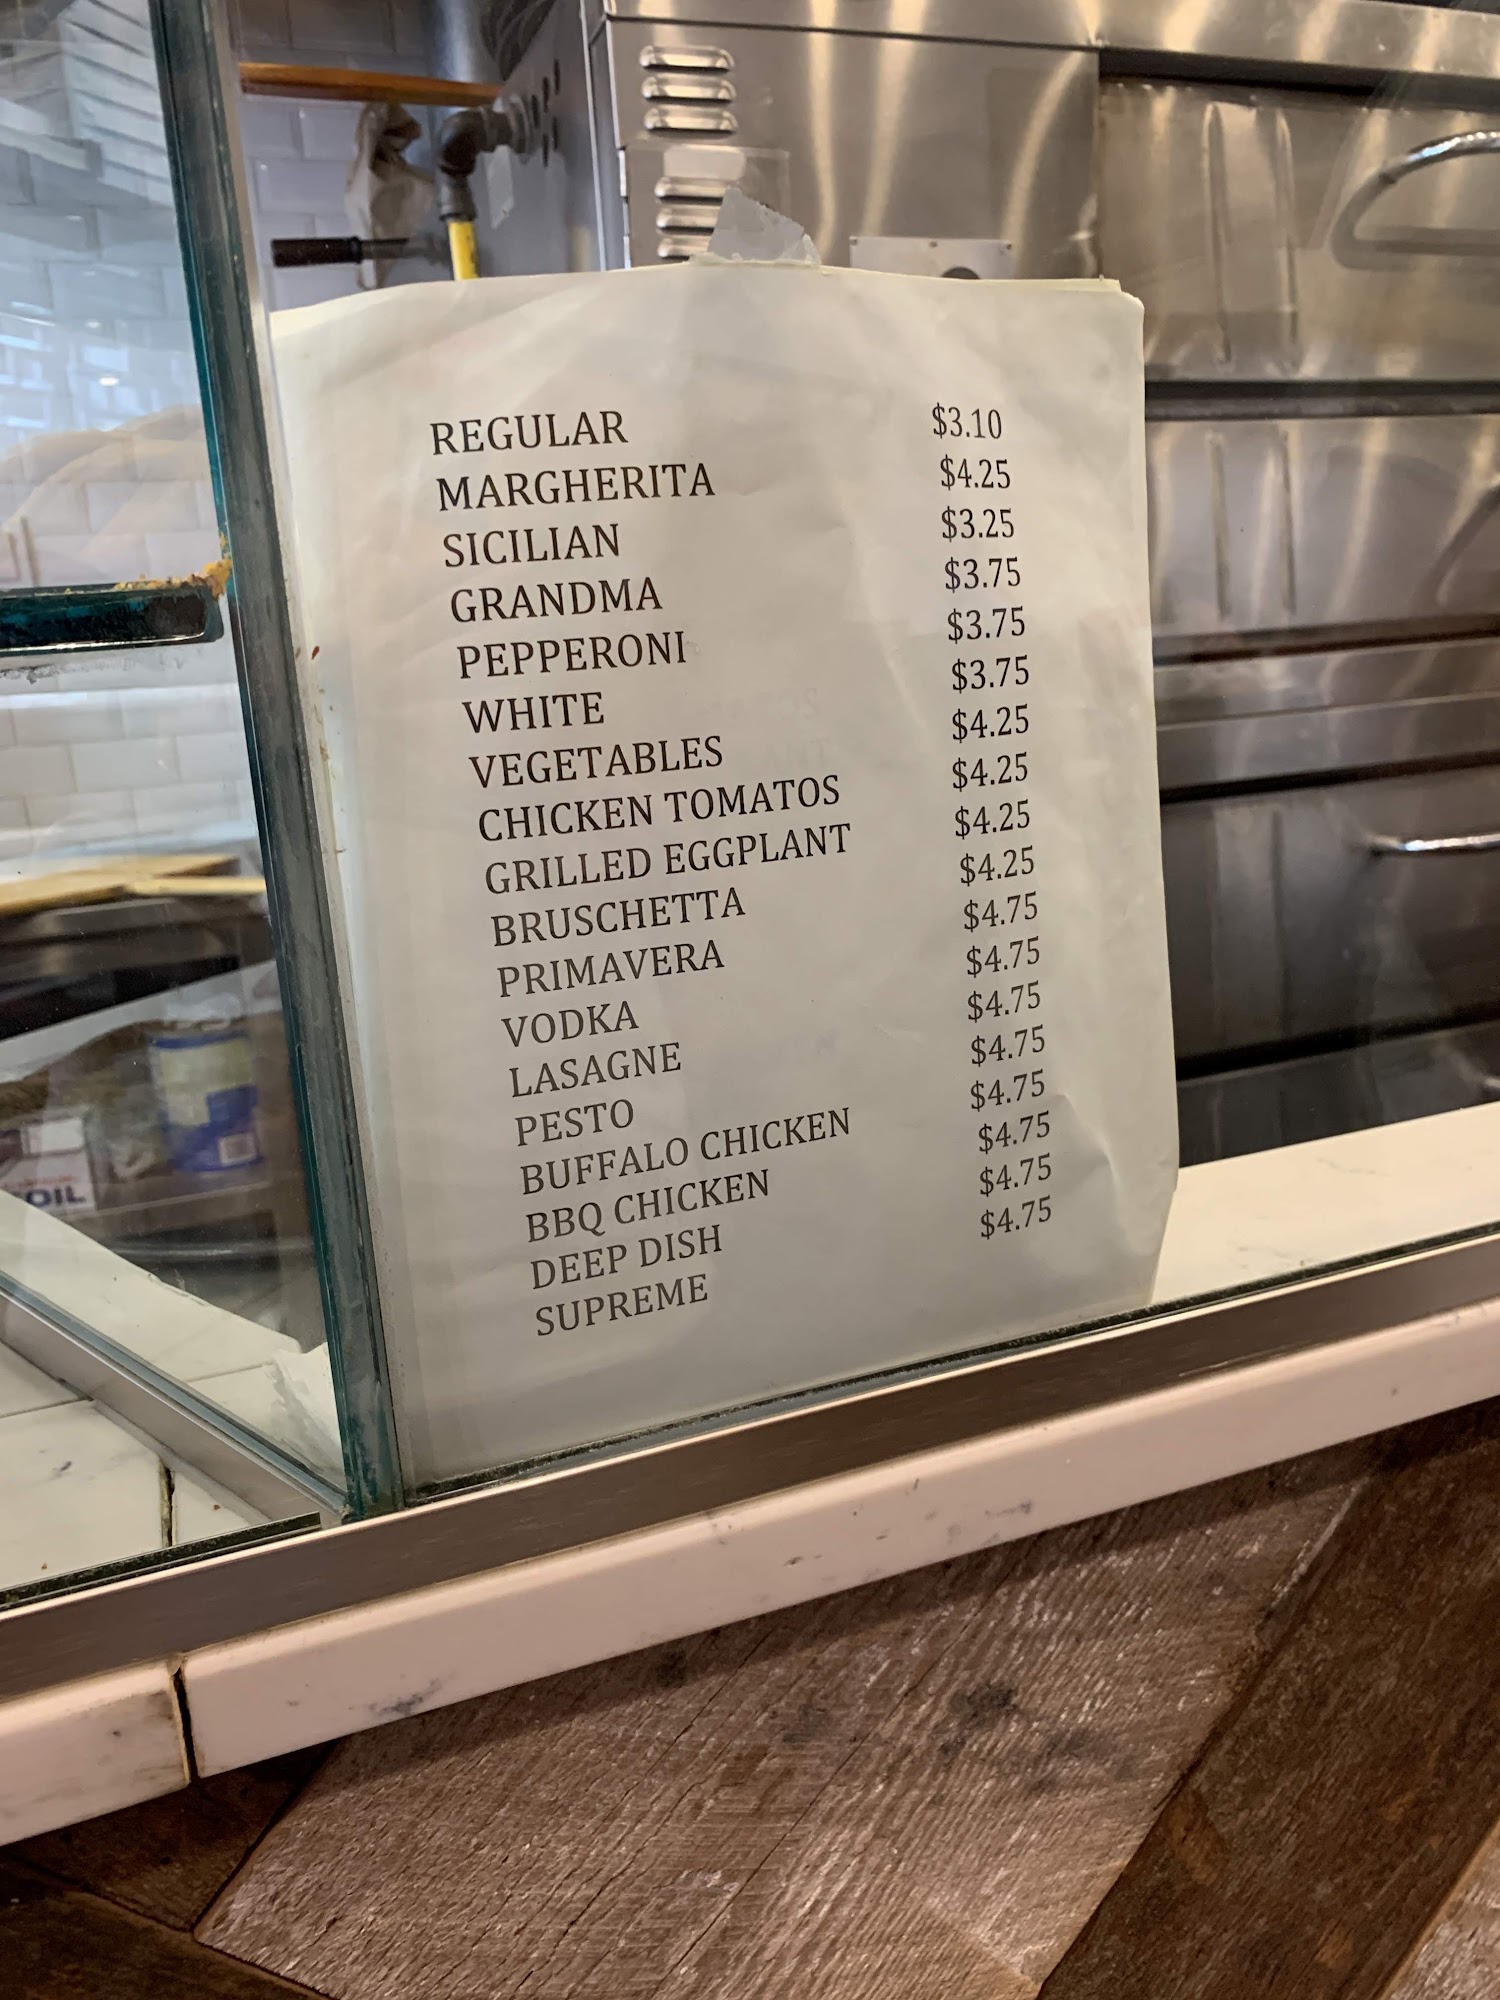 REGULAR $3.10
MARGHERITA $4.25
SICILIAN $3.25
GRANDMA $3.75
PEPPERONI $3.75
WHITE $3.75
VEGETABLES $4.25
CHICKEN TOMATOS $4.25
GRILLED EGGPLANT $4.25
BRUSCHETTA $4.25
PRIMAVERA $4.75
VODKA $4.75
LASAGNE $4.75
PESTO $4.75
BUFFALO CHICKEN $4.75
BBQ CHICKEN $4.75
DEEP DISH $4.75
SUPREME $4.75
OIL